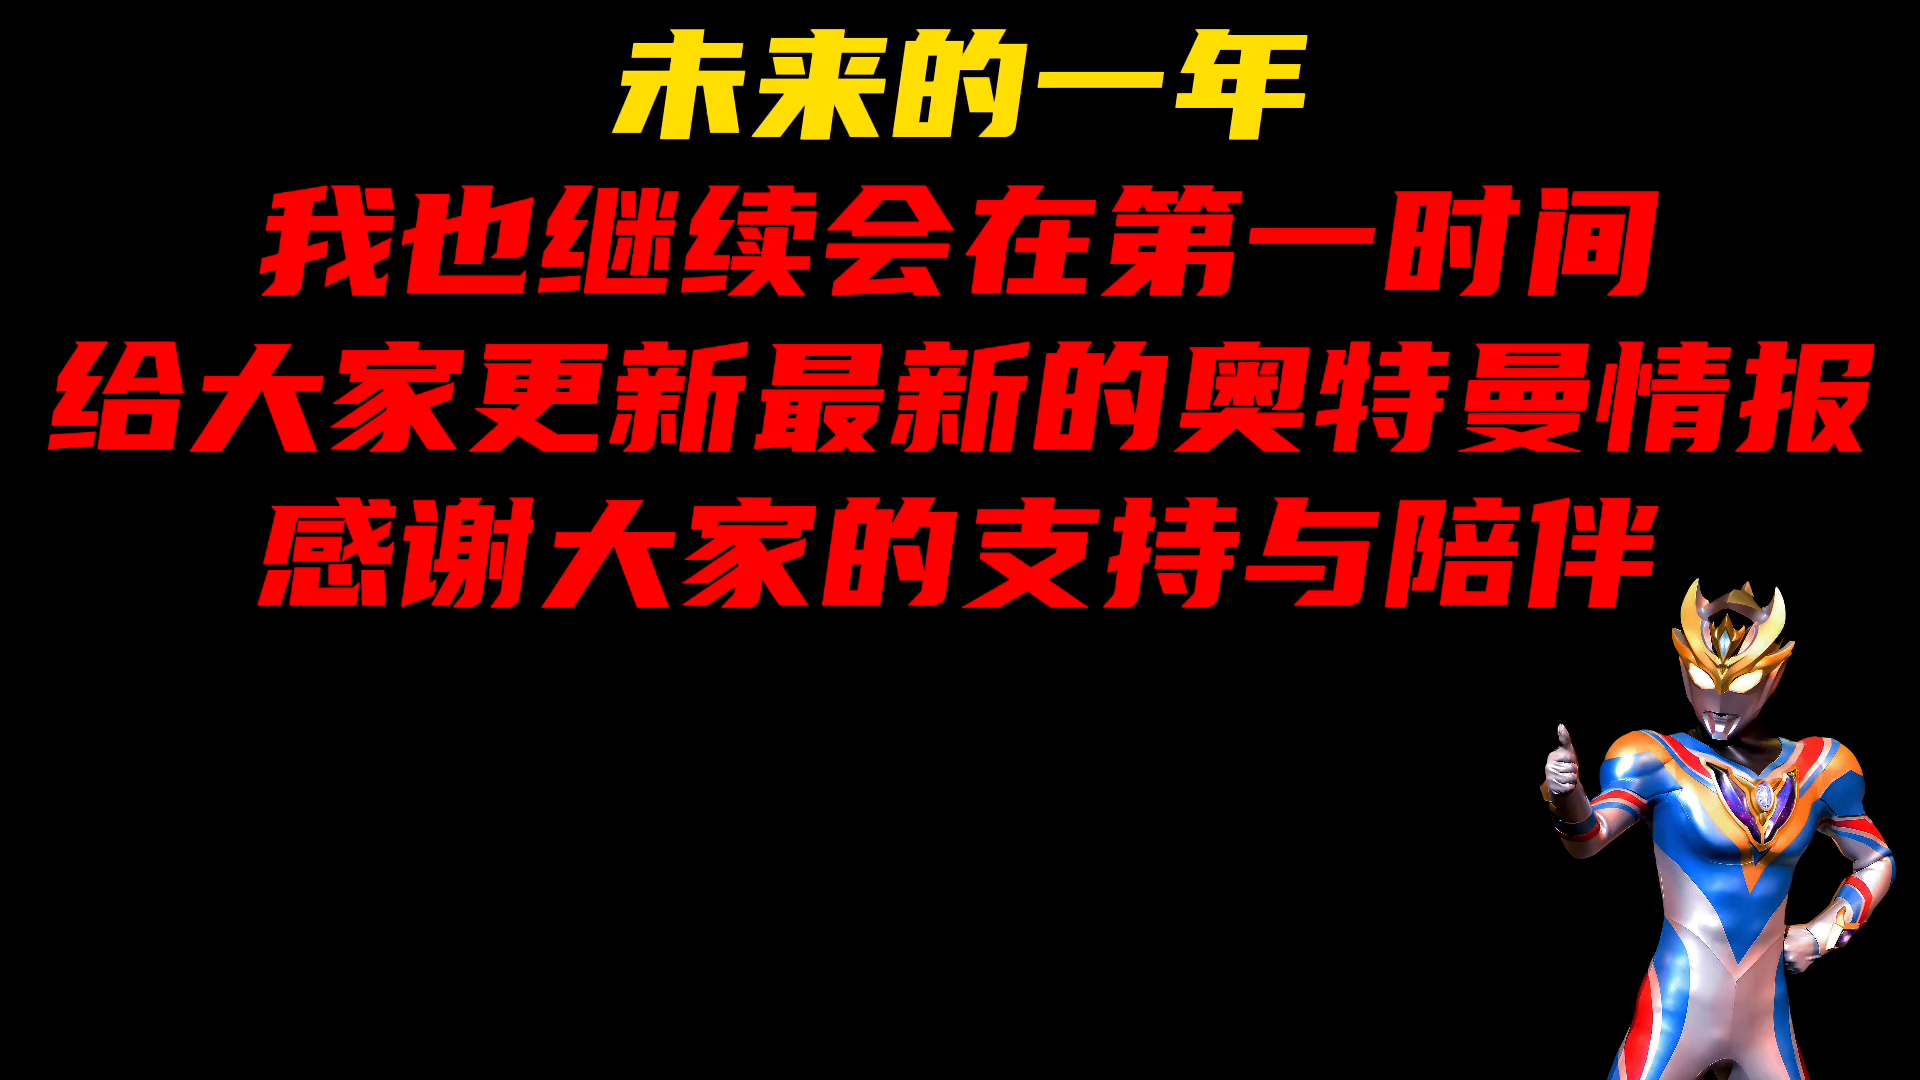 未来的一年
我也继续会在第一时间
给大家更新最新的奥特曼情报
感谢大家的支持与陪伴